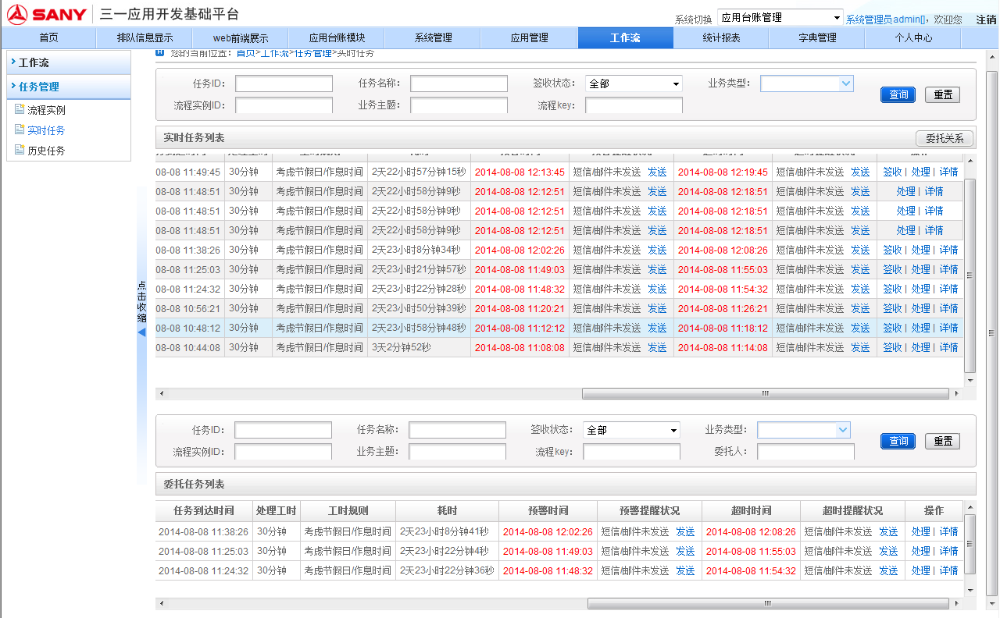 SANY 三一应用开发基础平台
系统切换 应用台账管理 系统管理员admin[], 欢迎您 注销
首页 排队信息显示 web前端展示 应用台账模块 系统管理 应用管理 工作流 统计报表 字典管理 个人中心
工作流
任务管理
流程实例
实时任务
历史任务
点击收缩
您的当前位置：首页>工作流>任务管理>实时任务
任务ID： 任务名称： 签收状态： 全部 业务类型：
流程实例ID： 业务主题： 流程key：
查询 重置
实时任务列表 委托关系
08-08 11:49:45 30分钟 考虑节假日/作息时间 2天22小时57分钟15秒 2014-08-08 12:13:45 短信/邮件未发送 发送 2014-08-08 12:19:45 短信/邮件未发送 发送 签收 | 处理 | 详情
08-08 11:48:51 30分钟 考虑节假日/作息时间 2天22小时58分钟9秒 2014-08-08 12:12:51 短信/邮件未发送 发送 2014-08-08 12:18:51 短信/邮件未发送 发送 处理 | 详情
08-08 11:48:51 30分钟 考虑节假日/作息时间 2天22小时58分钟9秒 2014-08-08 12:12:51 短信/邮件未发送 发送 2014-08-08 12:18:51 短信/邮件未发送 发送 处理 | 详情
08-08 11:48:51 30分钟 考虑节假日/作息时间 2天22小时58分钟9秒 2014-08-08 12:12:51 短信/邮件未发送 发送 2014-08-08 12:18:51 短信/邮件未发送 发送 处理 | 详情
08-08 11:38:26 30分钟 考虑节假日/作息时间 2天23小时8分钟34秒 2014-08-08 12:02:26 短信/邮件未发送 发送 2014-08-08 12:08:26 短信/邮件未发送 发送 签收 | 处理 | 详情
08-08 11:25:03 30分钟 考虑节假日/作息时间 2天23小时21分钟57秒 2014-08-08 11:49:03 短信/邮件未发送 发送 2014-08-08 11:55:03 短信/邮件未发送 发送 签收 | 处理 | 详情
08-08 11:24:32 30分钟 考虑节假日/作息时间 2天23小时22分钟28秒 2014-08-08 11:48:32 短信/邮件未发送 发送 2014-08-08 11:54:32 短信/邮件未发送 发送 签收 | 处理 | 详情
08-08 10:56:21 30分钟 考虑节假日/作息时间 2天23小时50分钟39秒 2014-08-08 11:20:21 短信/邮件未发送 发送 2014-08-08 11:26:21 短信/邮件未发送 发送 签收 | 处理 | 详情
08-08 10:48:12 30分钟 考虑节假日/作息时间 2天23小时58分钟48秒 2014-08-08 11:12:12 短信/邮件未发送 发送 2014-08-08 11:18:12 短信/邮件未发送 发送 签收 | 处理 | 详情
08-08 10:44:08 30分钟 考虑节假日/作息时间 3天2分钟52秒 2014-08-08 11:08:08 短信/邮件未发送 发送 2014-08-08 11:14:08 短信/邮件未发送 发送 签收 | 处理 | 详情
任务ID： 任务名称： 签收状态： 全部 业务类型：
流程实例ID： 业务主题： 流程key： 委托人：
查询 重置
委托任务列表
任务到达时间 处理工时 工时规则 耗时 预警时间 预警提醒状况 超时时间 超时提醒状况 操作
2014-08-08 11:38:26 30分钟 考虑节假日/作息时间 2天23小时8分钟41秒 2014-08-08 12:02:26 短信/邮件未发送 发送 2014-08-08 12:08:26 短信/邮件未发送 发送 处理 | 详情
2014-08-08 11:25:03 30分钟 考虑节假日/作息时间 2天23小时22分钟4秒 2014-08-08 11:49:03 短信/邮件未发送 发送 2014-08-08 11:55:03 短信/邮件未发送 发送 处理 | 详情
2014-08-08 11:24:32 30分钟 考虑节假日/作息时间 2天23小时22分钟36秒 2014-08-08 11:48:32 短信/邮件未发送 发送 2014-08-08 11:54:32 短信/邮件未发送 发送 处理 | 详情